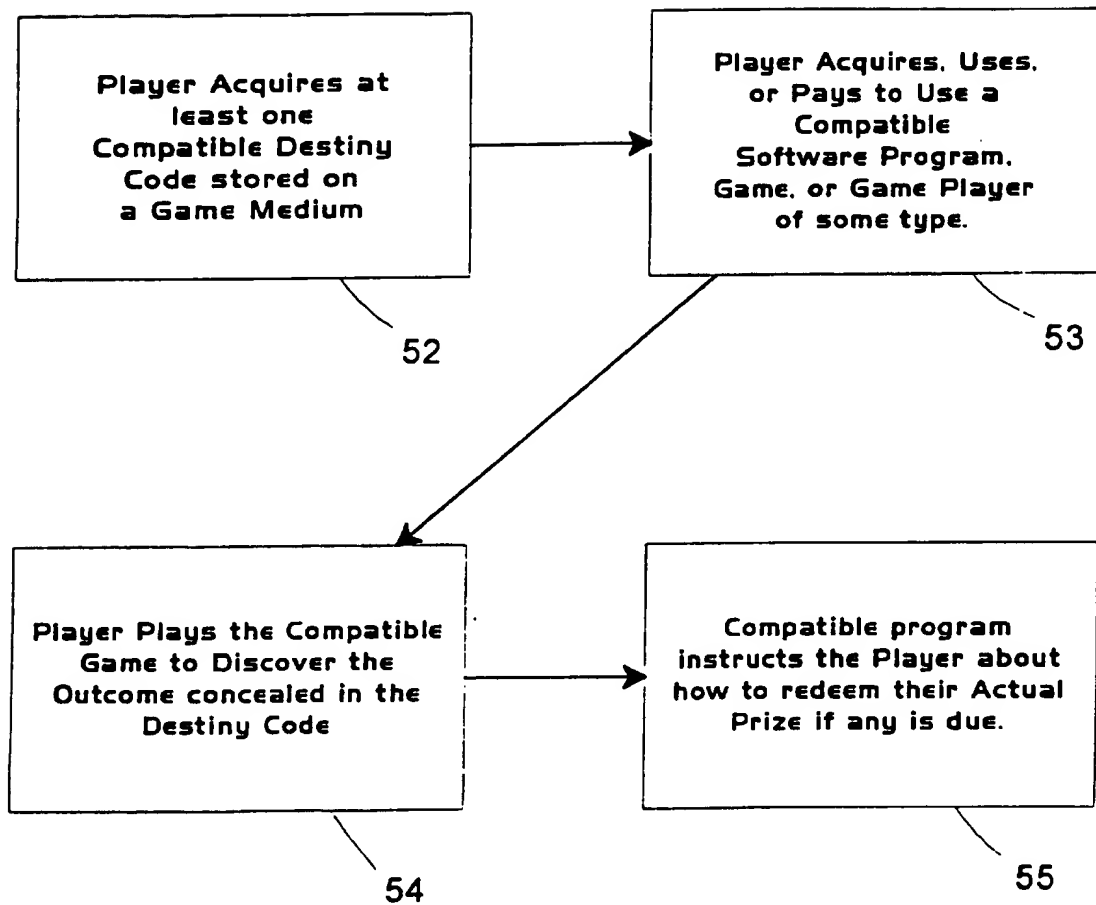 Player Acquires at
least one
Compatible Destiny
Code stored on
a Game Medium
52
Player Acquires, Uses,
or Pays to Use a
Compatible
Software Program,
Game, or Game Player
of some type.
53
Player Plays the Compatible
Game to Discover the
Outcome concealed in the
Destiny Code
54
Compatible program
instructs the Player about
how to redeem their Actual
Prize if any is due.
55